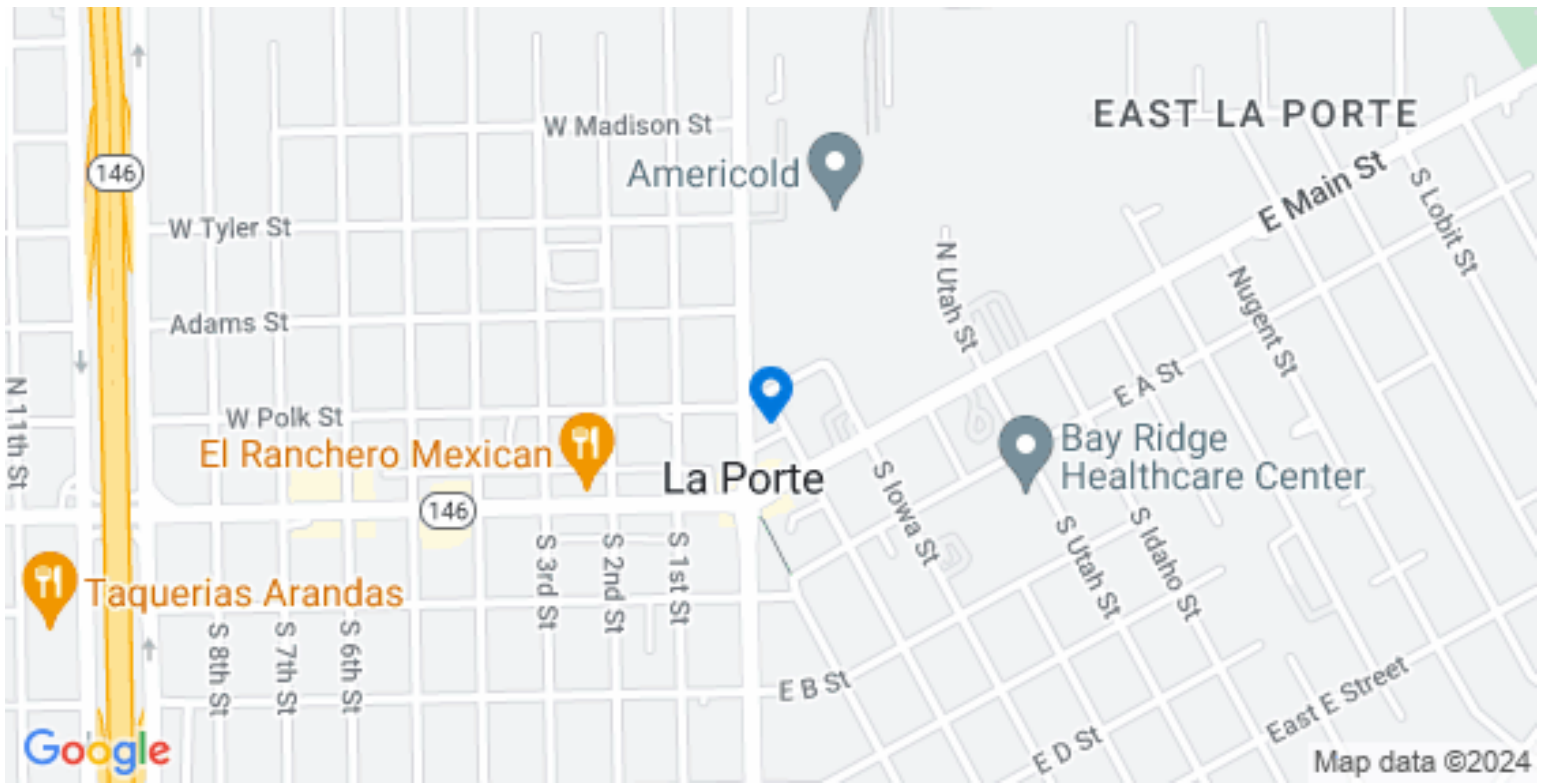 146
W Madison St
Americold
EAST LA PORTE
E Main St
S Lobit St
W Tyler St
N Utah St
Nugent St
Adams St
E A St
N 11th St
W Polk St
El Ranchero Mexican
La Porte
146
S Iowa St
Bay Ridge
Healthcare Center
S Utah St
S Idaho St
S 3rd St
S 2nd St
S 1st St
Taquerias Arandas
S 8th St
S 7th St
S 6th St
E B St
E D St
East E Street
Google
Map data ©2024